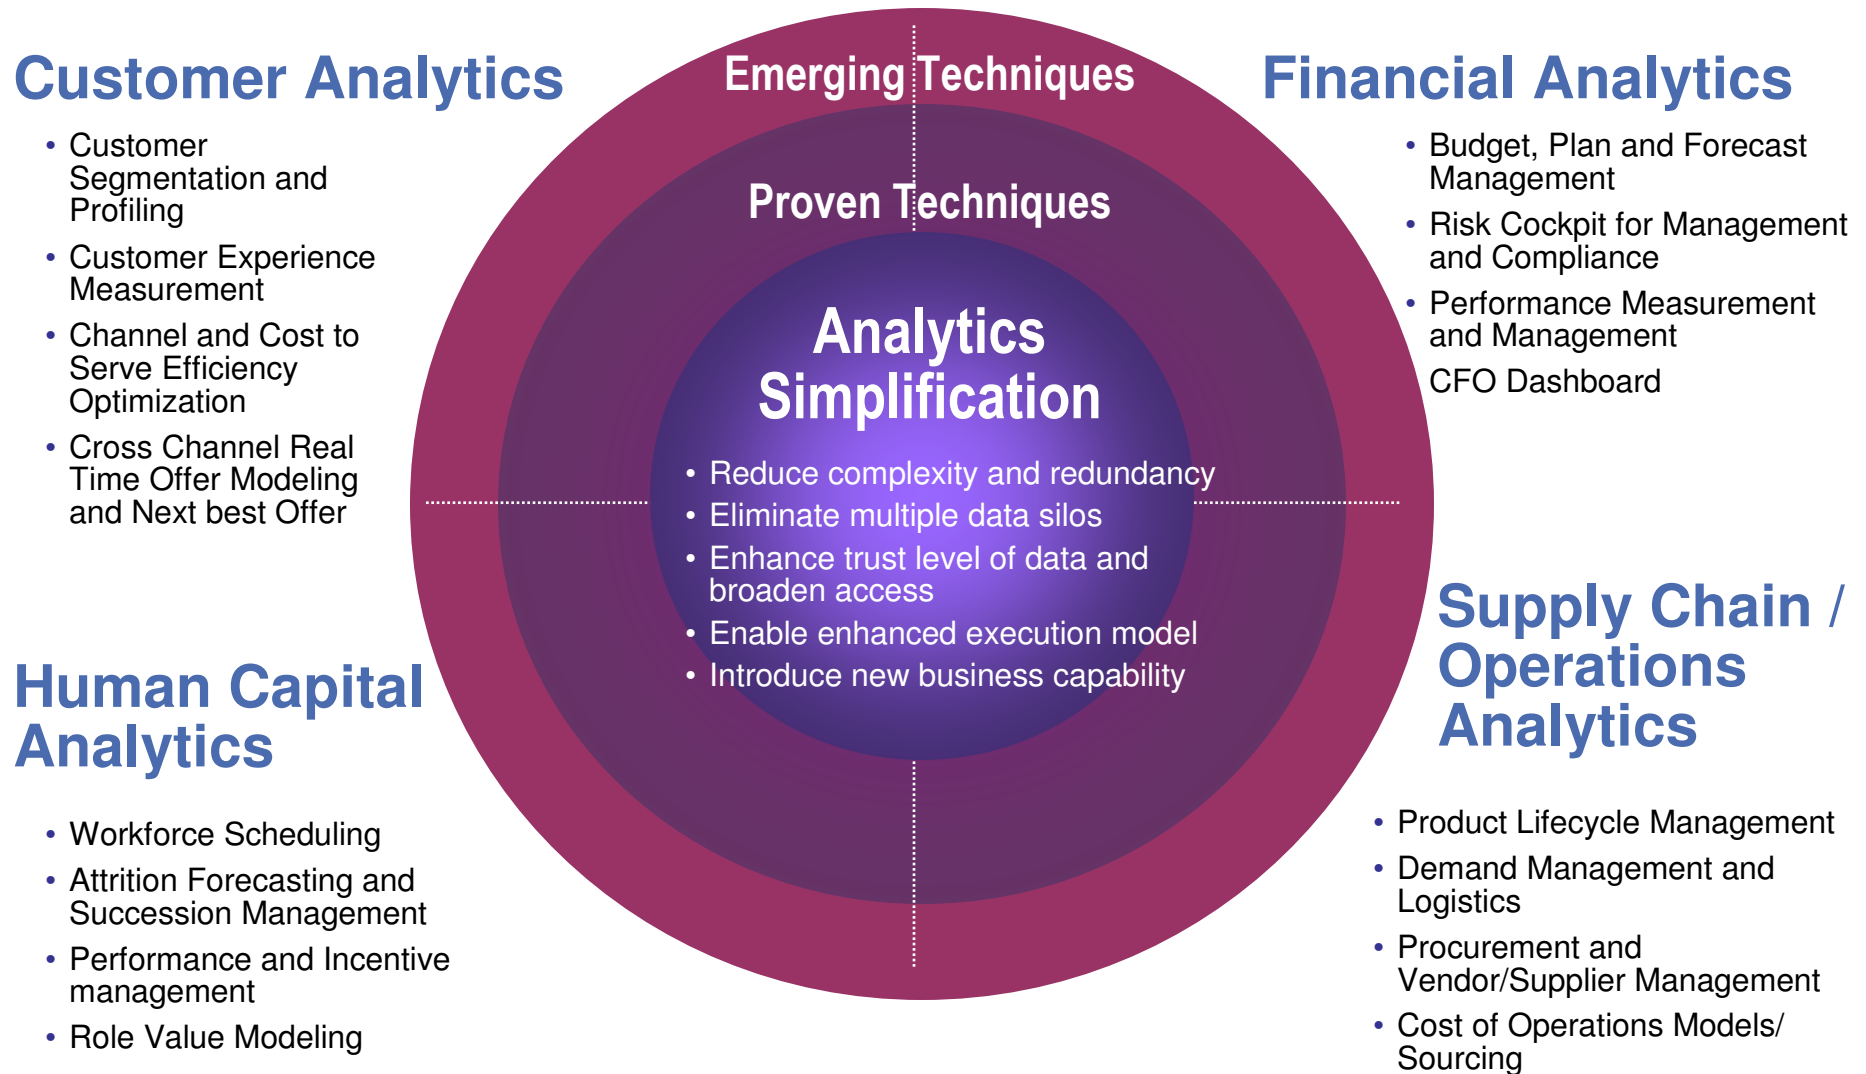 Customer Analytics
• Customer
Segmentation and
Profiling
• Customer Experience
Measurement
• Channel and Cost to
Serve Efficiency
Optimization
• Cross Channel Real
Time Offer Modeling
and Next best Offer
Emerging Techniques
Proven Techniques
Analytics
Simplification
• Reduce complexity and redundancy
• Eliminate multiple data silos
• Enhance trust level of data and
broaden access
• Enable enhanced execution model
• Introduce new business capability
Financial Analytics
• Budget, Plan and Forecast
Management
• Risk Cockpit for Management
and Compliance
• Performance Measurement
and Management
CFO Dashboard
Human Capital
Analytics
• Workforce Scheduling
• Attrition Forecasting and
Succession Management
• Performance and Incentive
management
• Role Value Modeling
Supply Chain /
Operations
Analytics
• Product Lifecycle Management
• Demand Management and
Logistics
• Procurement and
Vendor/Supplier Management
• Cost of Operations Models/
Sourcing